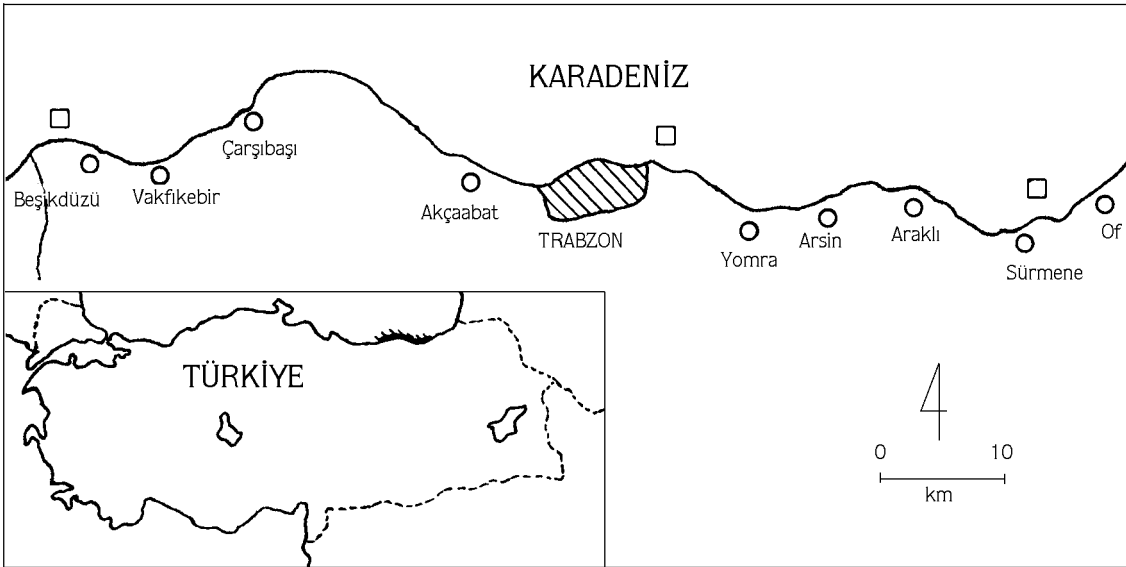 KARADENİZ
Çarşıbaşı
Beşikdüzü
Vakfıkebir
Akçaabat
TRABZON
Yomra
Arsin
Araklı
Sürmene
Of
TÜRKİYE
0 10
km